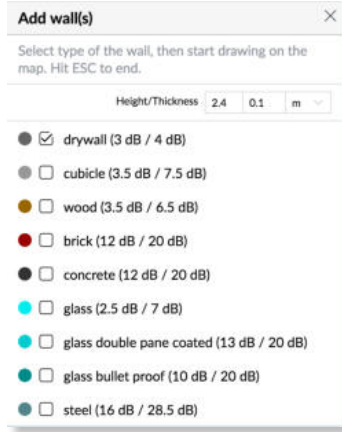 Add wall(s)
Select type of the wall, then start drawing on the
map. Hit ESC to end.
Height/Thickness 2.4 0.1 m
drywall (3 dB / 4 dB)
cubicle (3.5 dB / 7.5 dB)
wood (3.5 dB / 6.5 dB)
brick (12 dB / 20 dB)
concrete (12 dB / 20 dB)
glass (2.5 dB / 7 dB)
glass double pane coated (13 dB / 20 dB)
glass bullet proof (10 dB / 20 dB)
steel (16 dB / 28.5 dB)